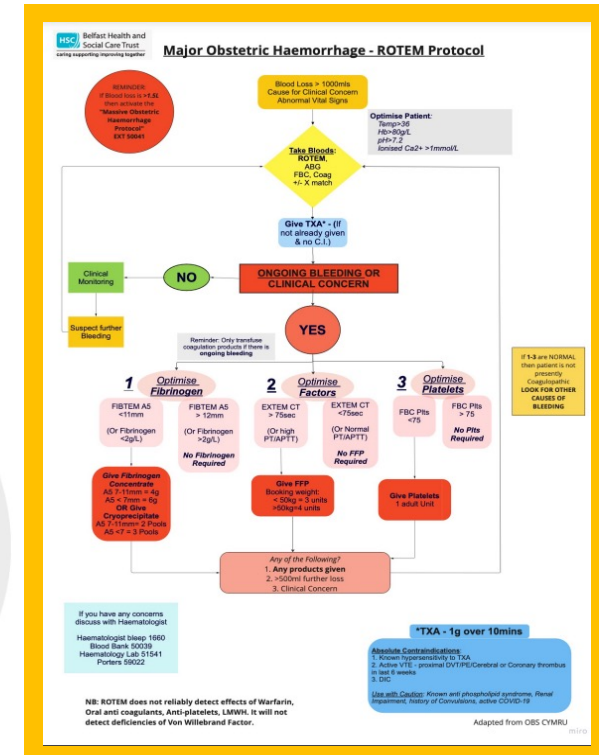 HSC
Belfast Health and
Social Care Trust
caring supporting improving together
Major Obstetric Haemorrhage - ROTEM Protocol
REMINDER:
If Blood loss is >1.5L
then activate the
"Massive Obstetric
Haemorrhage
Protocol"
EXT 50041
Blood Loss > 1000mls
Cause for Clinical Concern
Abnormal Vital Signs
Optimise Patient:
Temp>36
Hb>80g/L
pH>7.2
Ionised Ca2+ >1mmol/L
Take Bloods:
ROTEM,
ABG
FBC, Coag
+/- X match
Give TXA* - (If
not already given
& no C.I.)
ONGOING BLEEDING OR
CLINICAL CONCERN
NO
Clinical
Monitoring
Suspect further
Bleeding
YES
Reminder: Only transfuse
coagulation products if there is
ongoing bleeding
If 1-3 are NORMAL
then patient is not
presently
Coagulopathic
LOOK FOR OTHER
CAUSES OF
BLEEDING
1 Optimise
Fibrinogen
FIBTEM A5
<11mm
(Or Fibrinogen
<2g/L)
FIBTEM A5
> 12mm
(Or Fibrinogen
>2g/L)
No Fibrinogen
Required
2 Optimise
Factors
EXTEM CT
> 75sec
(Or high
PT/APTT)
EXTEM CT
<75sec
(Or Normal
PT/APTT)
No FFP
Required
3 Optimise
Platelets
FBC Plts
<75
FBC Plts
> 75
No Plts
Required
Give Fibrinogen
Concentrate
A5 7-11mm = 4g
A5 < 7mm = 6g
OR Give
Cryoprecipitate
A5 7-11mm= 2 Pools
A5 <7 = 3 Pools
Give FFP
Booking weight:
< 50kg = 3 units
>50kg=4 units
Give Platelets
1 adult Unit
Any of the Following?
1. Any products given
2. >500ml further loss
3. Clinical Concern
If you have any concerns
discuss with Haematologist
Haematologist bleep 1660
Blood Bank 50039
Haematology Lab 51541
Porters 59022
*TXA - 1g over 10mins
Absolute Contraindications:
1. Known hypersensitivity to TXA
2. Active VTE - proximal DVT/PE/Cerebral or Coronary thrombus
in last 6 weeks
3. DIC
Use with Caution: Known anti phospholipid syndrome, Renal
Impairment, history of Convulsions, active COVID-19
NB: ROTEM does not reliably detect effects of Warfarin,
Oral anti coagulants, Anti-platelets, LMWH. It will not
detect deficiencies of Von Willebrand Factor.
Adapted from OBS CYMRU
miro